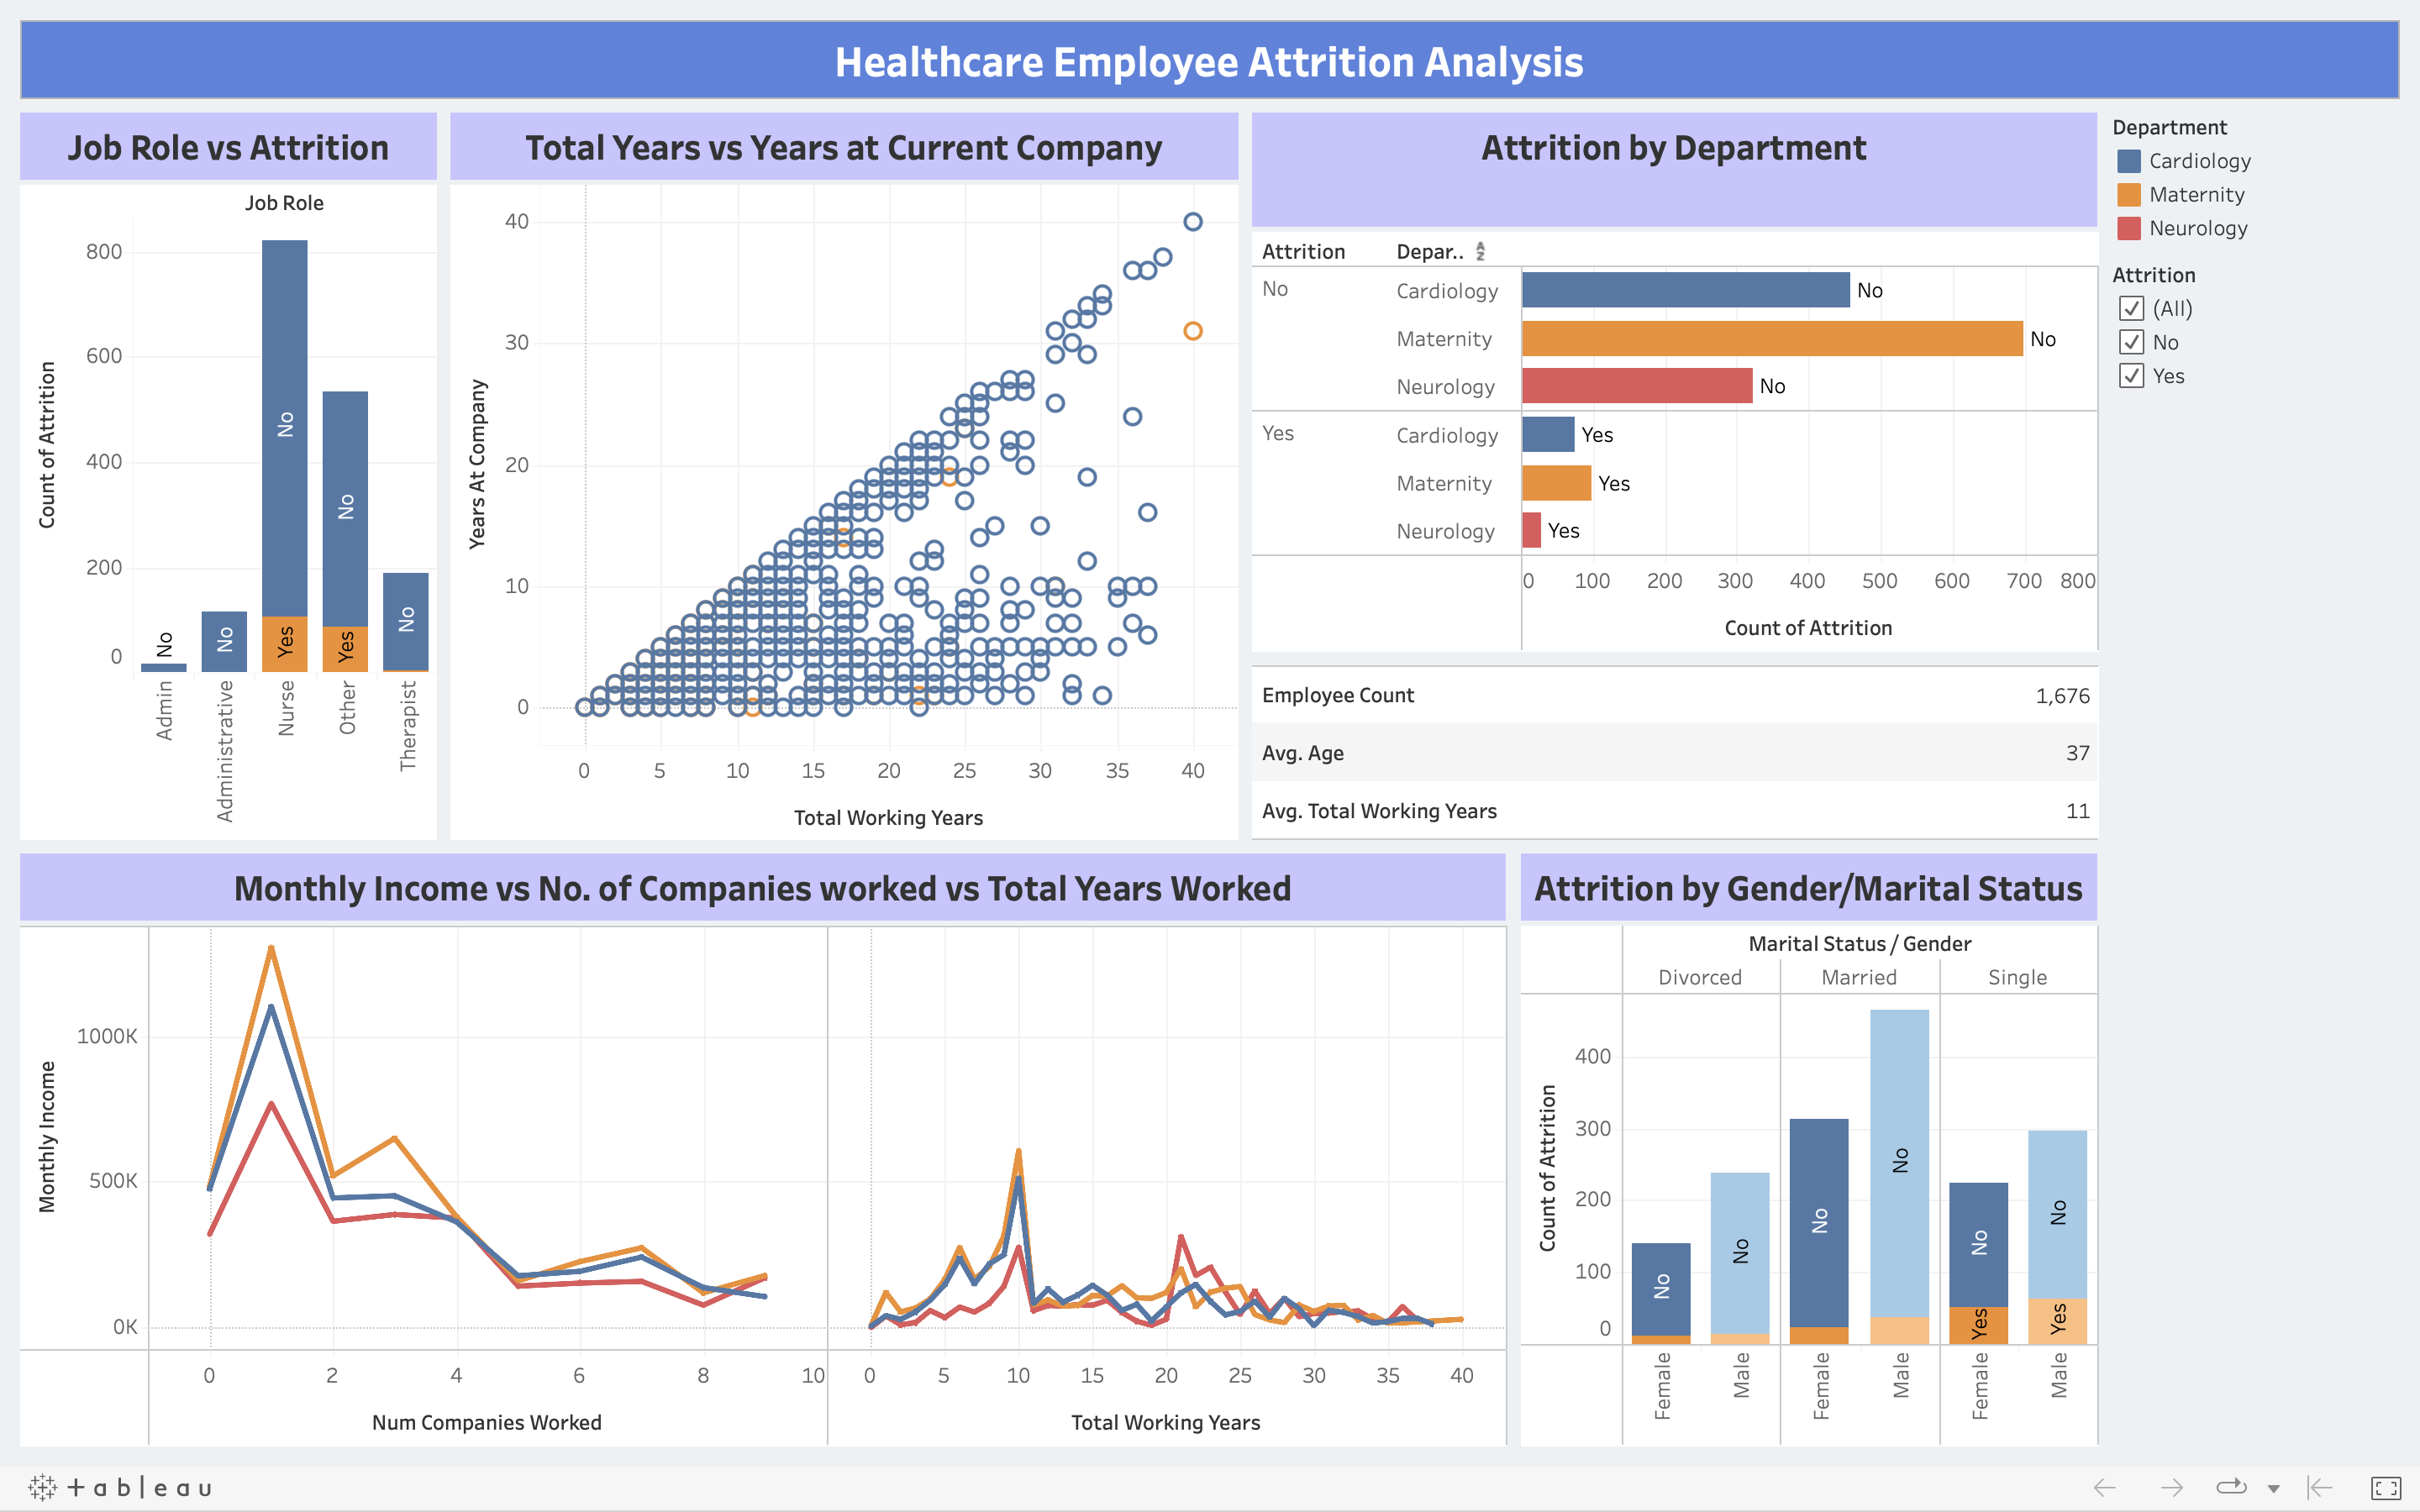 Healthcare Employee Attrition Analysis
Job Role vs Attrition
Job Role
Count of Attrition
800
600
400
200
0
No
No
No
Yes
No
Yes
No
Admin
Administrative
Nurse
Other
Therapist
Total Years vs Years at Current Company
Years At Company
40
30
20
10
0
0 5 10 15 20 25 30 35 40
Total Working Years
Attrition by Department
Attrition Depar..
No Cardiology No
Maternity No
Neurology No
Yes Cardiology Yes
Maternity Yes
Neurology Yes
0 100 200 300 400 500 600 700 800
Count of Attrition
Employee Count 1,676
Avg. Age 37
Avg. Total Working Years 11
Department
Cardiology
Maternity
Neurology
Attrition
(All)
No
Yes
Monthly Income vs No. of Companies worked vs Total Years Worked
Monthly Income
1000K
500K
0K
0 2 4 6 8 10
Num Companies Worked
0 5 10 15 20 25 30 35 40
Total Working Years
Attrition by Gender/Marital Status
Marital Status / Gender
Divorced Married Single
Count of Attrition
400
300
200
100
0
No
No
No
No
No
Yes
No
Yes
Female
Male
Female
Male
Female
Male
+ableau